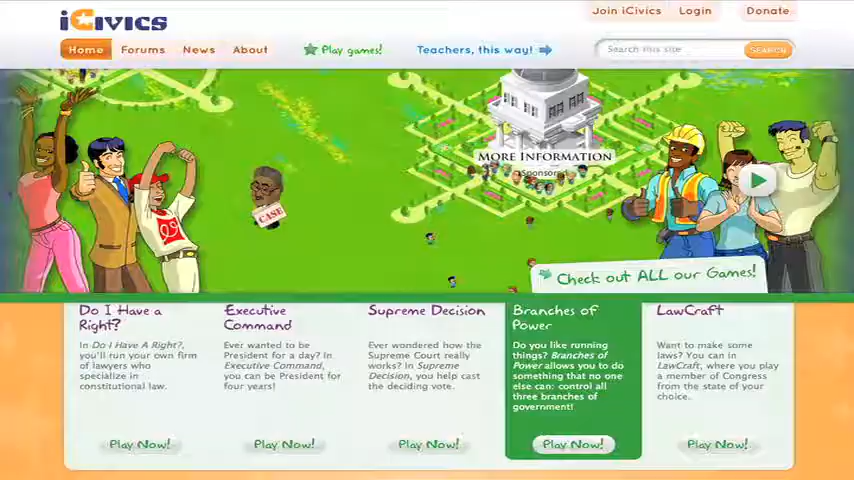 iCivics
Join iCivics
Login
Donate
Home
Forums
News
About
Play games!
Teachers, this way!
Search this site
SEARCH
MORE INFORMATION
Sponsors
CASE
Check out ALL our Games!
Do I Have a
Right?
In Do I Have A Right?,
you'll run your own firm
of lawyers who
specialize in
constitutional law.
Play Now!
Executive
Command
Ever wanted to be
President for a day? In
Executive Command,
you can be President for
four years!
Play Now!
Supreme Decision
Ever wondered how the
Supreme Court really
works? In Supreme
Decision, you help cast
the deciding vote.
Play Now!
Branches of
Power
Do you like running
things? Branches of
Power allows you to do
something that no one
else can: control all
three branches of
government!
Play Now!
LawCraft
Want to make some
laws? You can in
LawCraft, where you play
a member of Congress
from the state of your
choice.
Play Now!